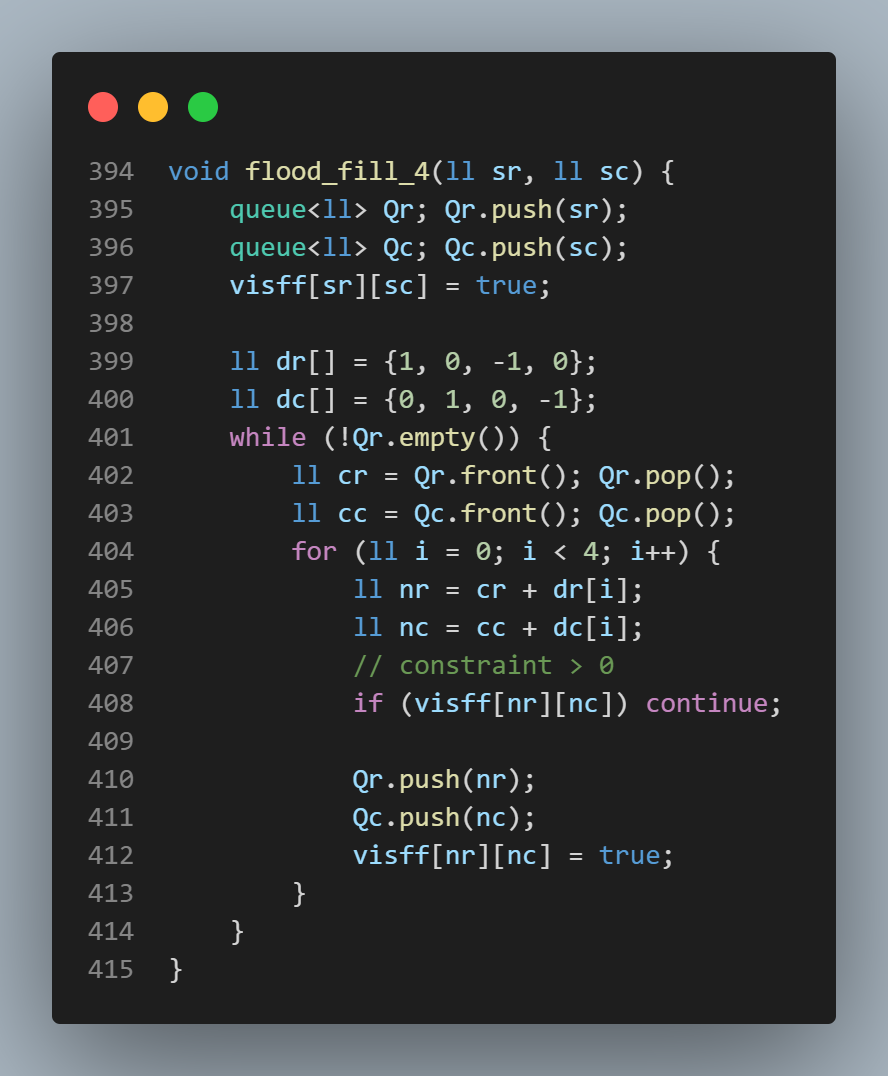 394 void flood_fill_4(ll sr, ll sc) {
395     queue<ll> Qr; Qr.push(sr);
396     queue<ll> Qc; Qc.push(sc);
397     visff[sr][sc] = true;
398
399     ll dr[] = {1, 0, -1, 0};
400     ll dc[] = {0, 1, 0, -1};
401     while (!Qr.empty()) {
402         ll cr = Qr.front(); Qr.pop();
403         ll cc = Qc.front(); Qc.pop();
404         for (ll i = 0; i < 4; i++) {
405             ll nr = cr + dr[i];
406             ll nc = cc + dc[i];
407             // constraint > 0
408             if (visff[nr][nc]) continue;
409
410             Qr.push(nr);
411             Qc.push(nc);
412             visff[nr][nc] = true;
413         }
414     }
415 }